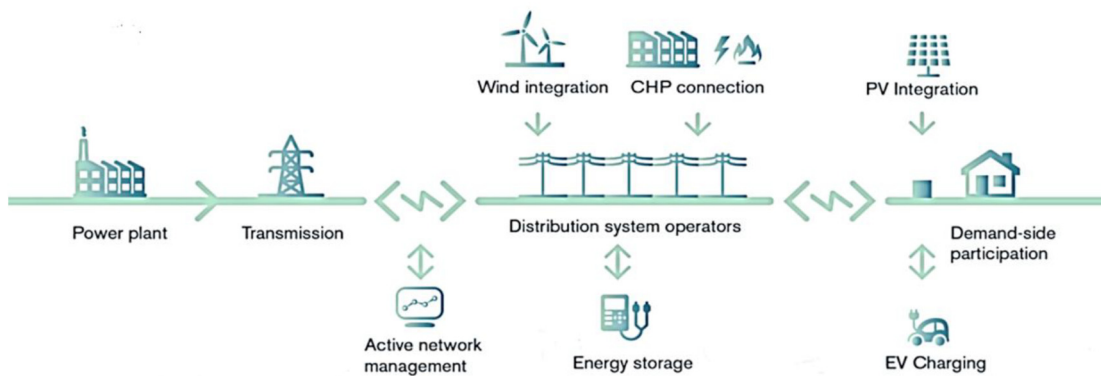 Wind integration
CHP connection
PV Integration
Power plant
Transmission
Distribution system operators
Demand-side
participation
Active network
management
Energy storage
EV Charging